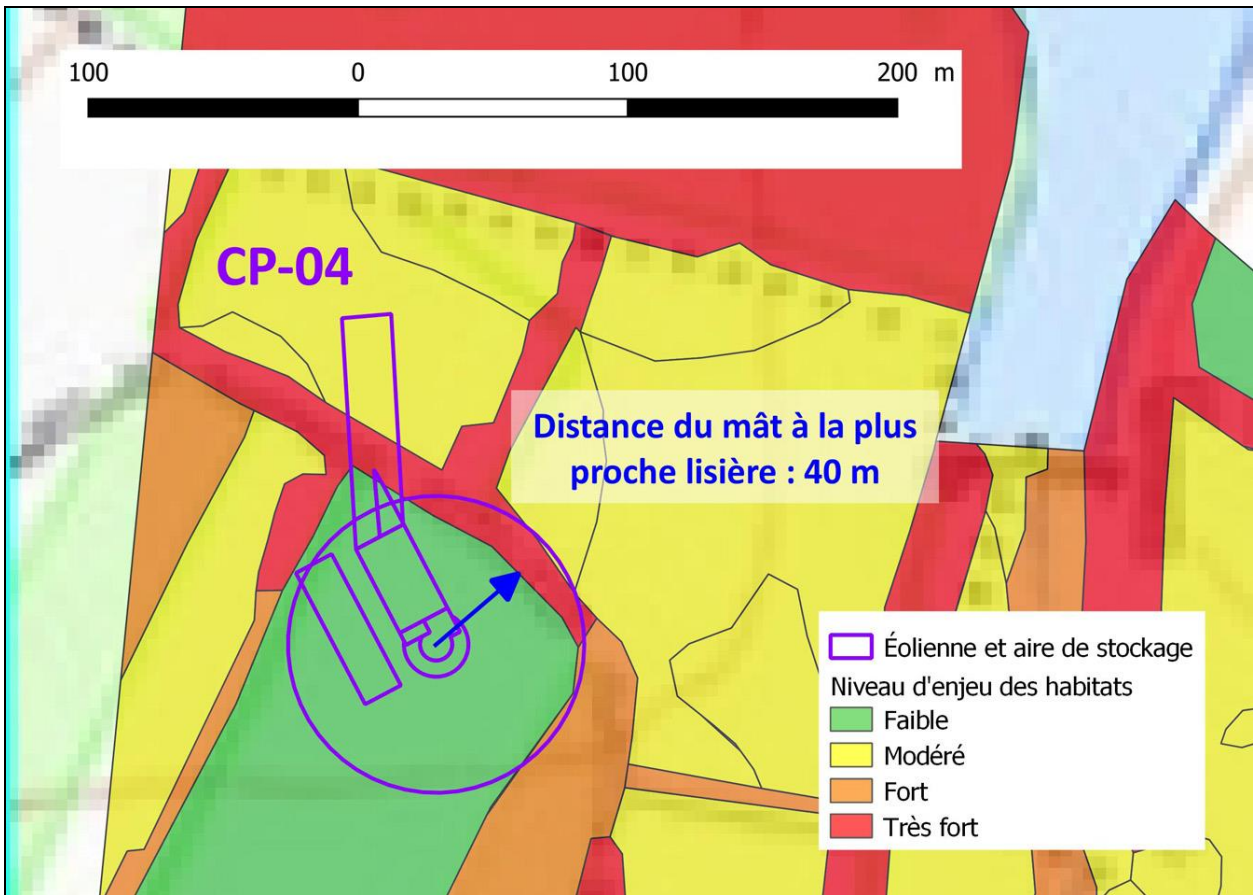 100 0 100 200 m
CP-04
Distance du mât à la plus
proche lisière : 40 m
Éolienne et aire de stockage
Niveau d'enjeu des habitats
Faible
Modéré
Fort
Très fort